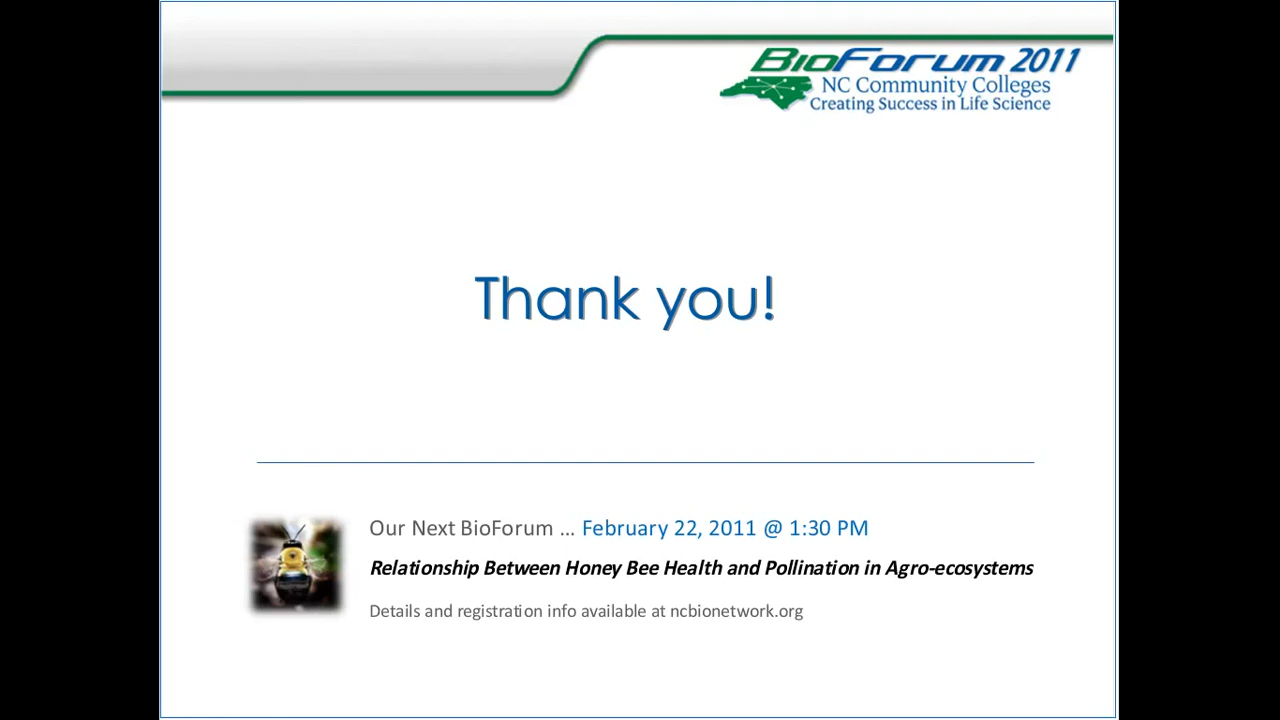 BioForum 2011
NC Community Colleges
Creating Success in Life Science
Thank you!
Our Next BioForum ... February 22, 2011 @ 1:30 PM
Relationship Between Honey Bee Health and Pollination in Agro-ecosystems
Details and registration info available at ncbionetwork.org